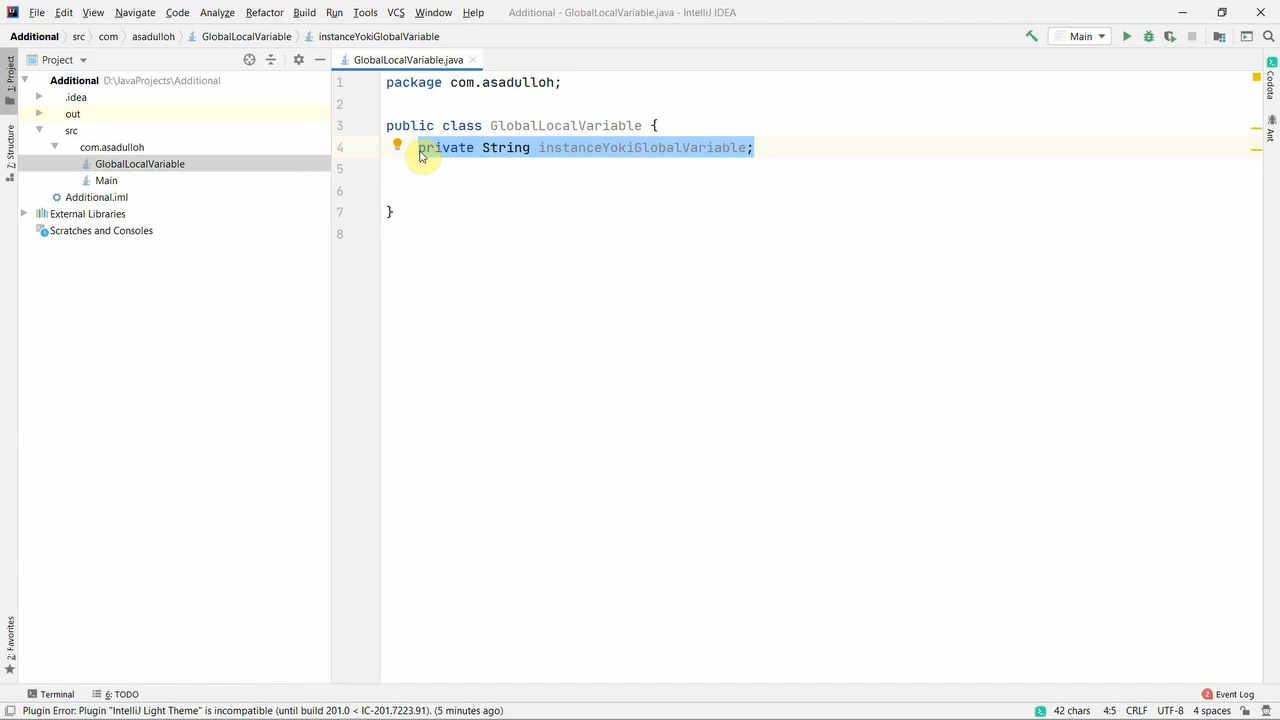 File Edit View Navigate Code Analyze Refactor Build Run Tools VCS Window Help Additional - GlobalLocalVariable.java - IntelliJ IDEA
Additional src com asadulloh GlobalLocalVariable instanceYokiGlobalVariable Main
Project GlobalLocalVariable.java
1: Project
Additional D:\JavaProjects\Additional
.idea
out
src
com.asadulloh
GlobalLocalVariable
Main
Additional.iml
External Libraries
Scratches and Consoles
7: Structure
2: Favorites
1 package com.asadulloh;
2
3 public class GlobalLocalVariable {
4 private String instanceYokiGlobalVariable;
5
6
7 }
8
Codota
Ant
Terminal 6: TODO 2 Event Log
Plugin Error: Plugin "IntelliJ Light Theme" is incompatible (until build 201.0 < IC-201.7223.91). (5 minutes ago) 42 chars 4:5 CRLF UTF-8 4 spaces